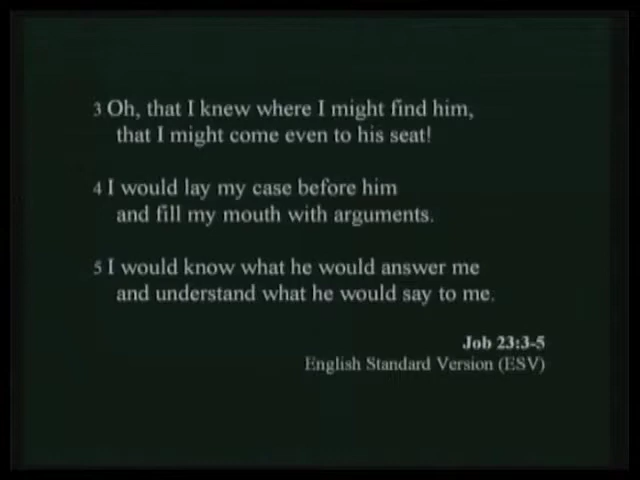 3 Oh, that I knew where I might find him,
that I might come even to his seat!
4 I would lay my case before him
and fill my mouth with arguments.
5 I would know what he would answer me
and understand what he would say to me.
Job 23:3-5
English Standard Version (ESV)